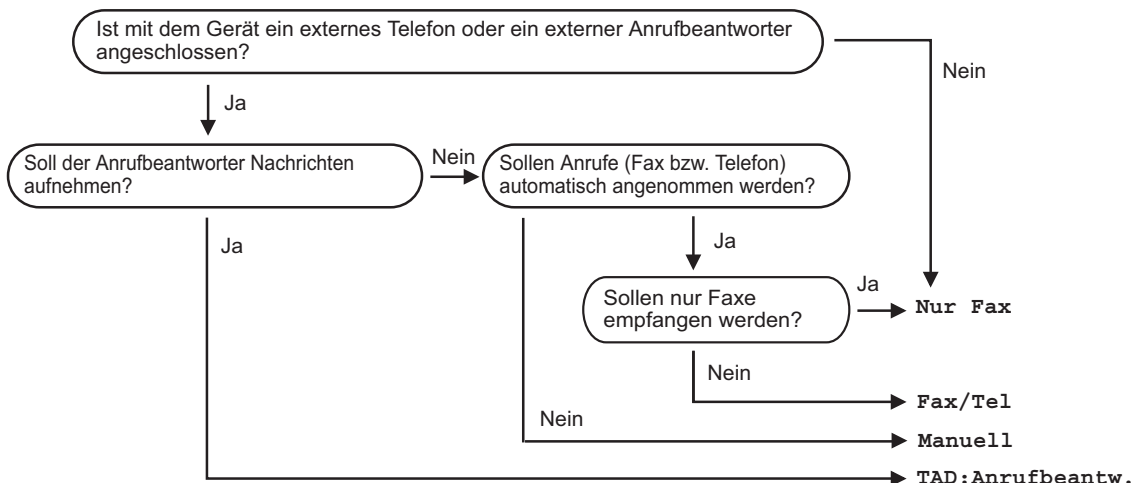 Ist mit dem Gerät ein externes Telefon oder ein externer Anrufbeantworter
angeschlossen?
Nein
Ja
Soll der Anrufbeantworter Nachrichten
aufnehmen?
Nein
Sollen Anrufe (Fax bzw. Telefon)
automatisch angenommen werden?
Ja
Ja
Sollen nur Faxe
empfangen werden?
Ja
Nur Fax
Nein
Fax/Tel
Nein
Manuell
TAD:Anrufbeantw.